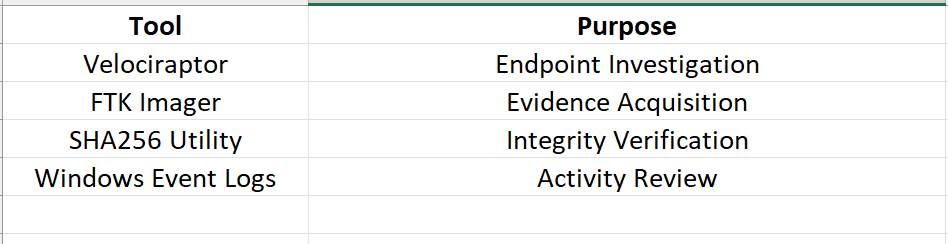 Tool Purpose
Velociraptor Endpoint Investigation
FTK Imager Evidence Acquisition
SHA256 Utility Integrity Verification
Windows Event Logs Activity Review